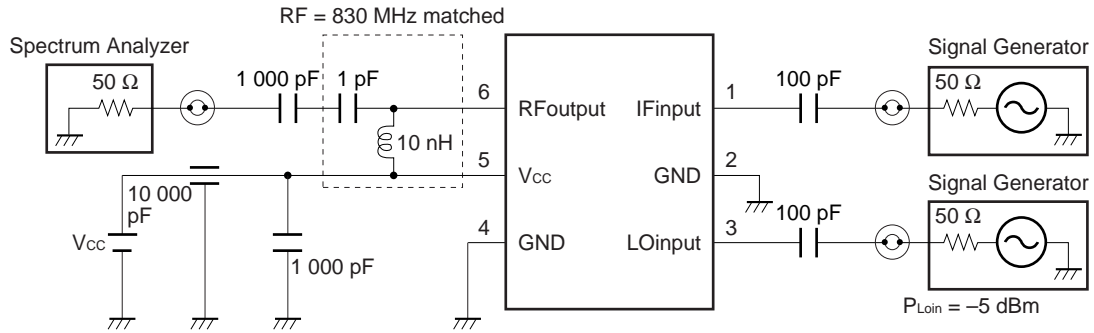 RF = 830 MHz matched
Spectrum Analyzer
50 Ω
1 000 pF
1 pF
10 nH
10 000
pF
Vcc
1 000 pF
6
5
4
RFoutput
Vcc
GND
IFinput
GND
LOinput
1
2
3
100 pF
100 pF
Signal Generator
50 Ω
Signal Generator
50 Ω
PLoin = –5 dBm